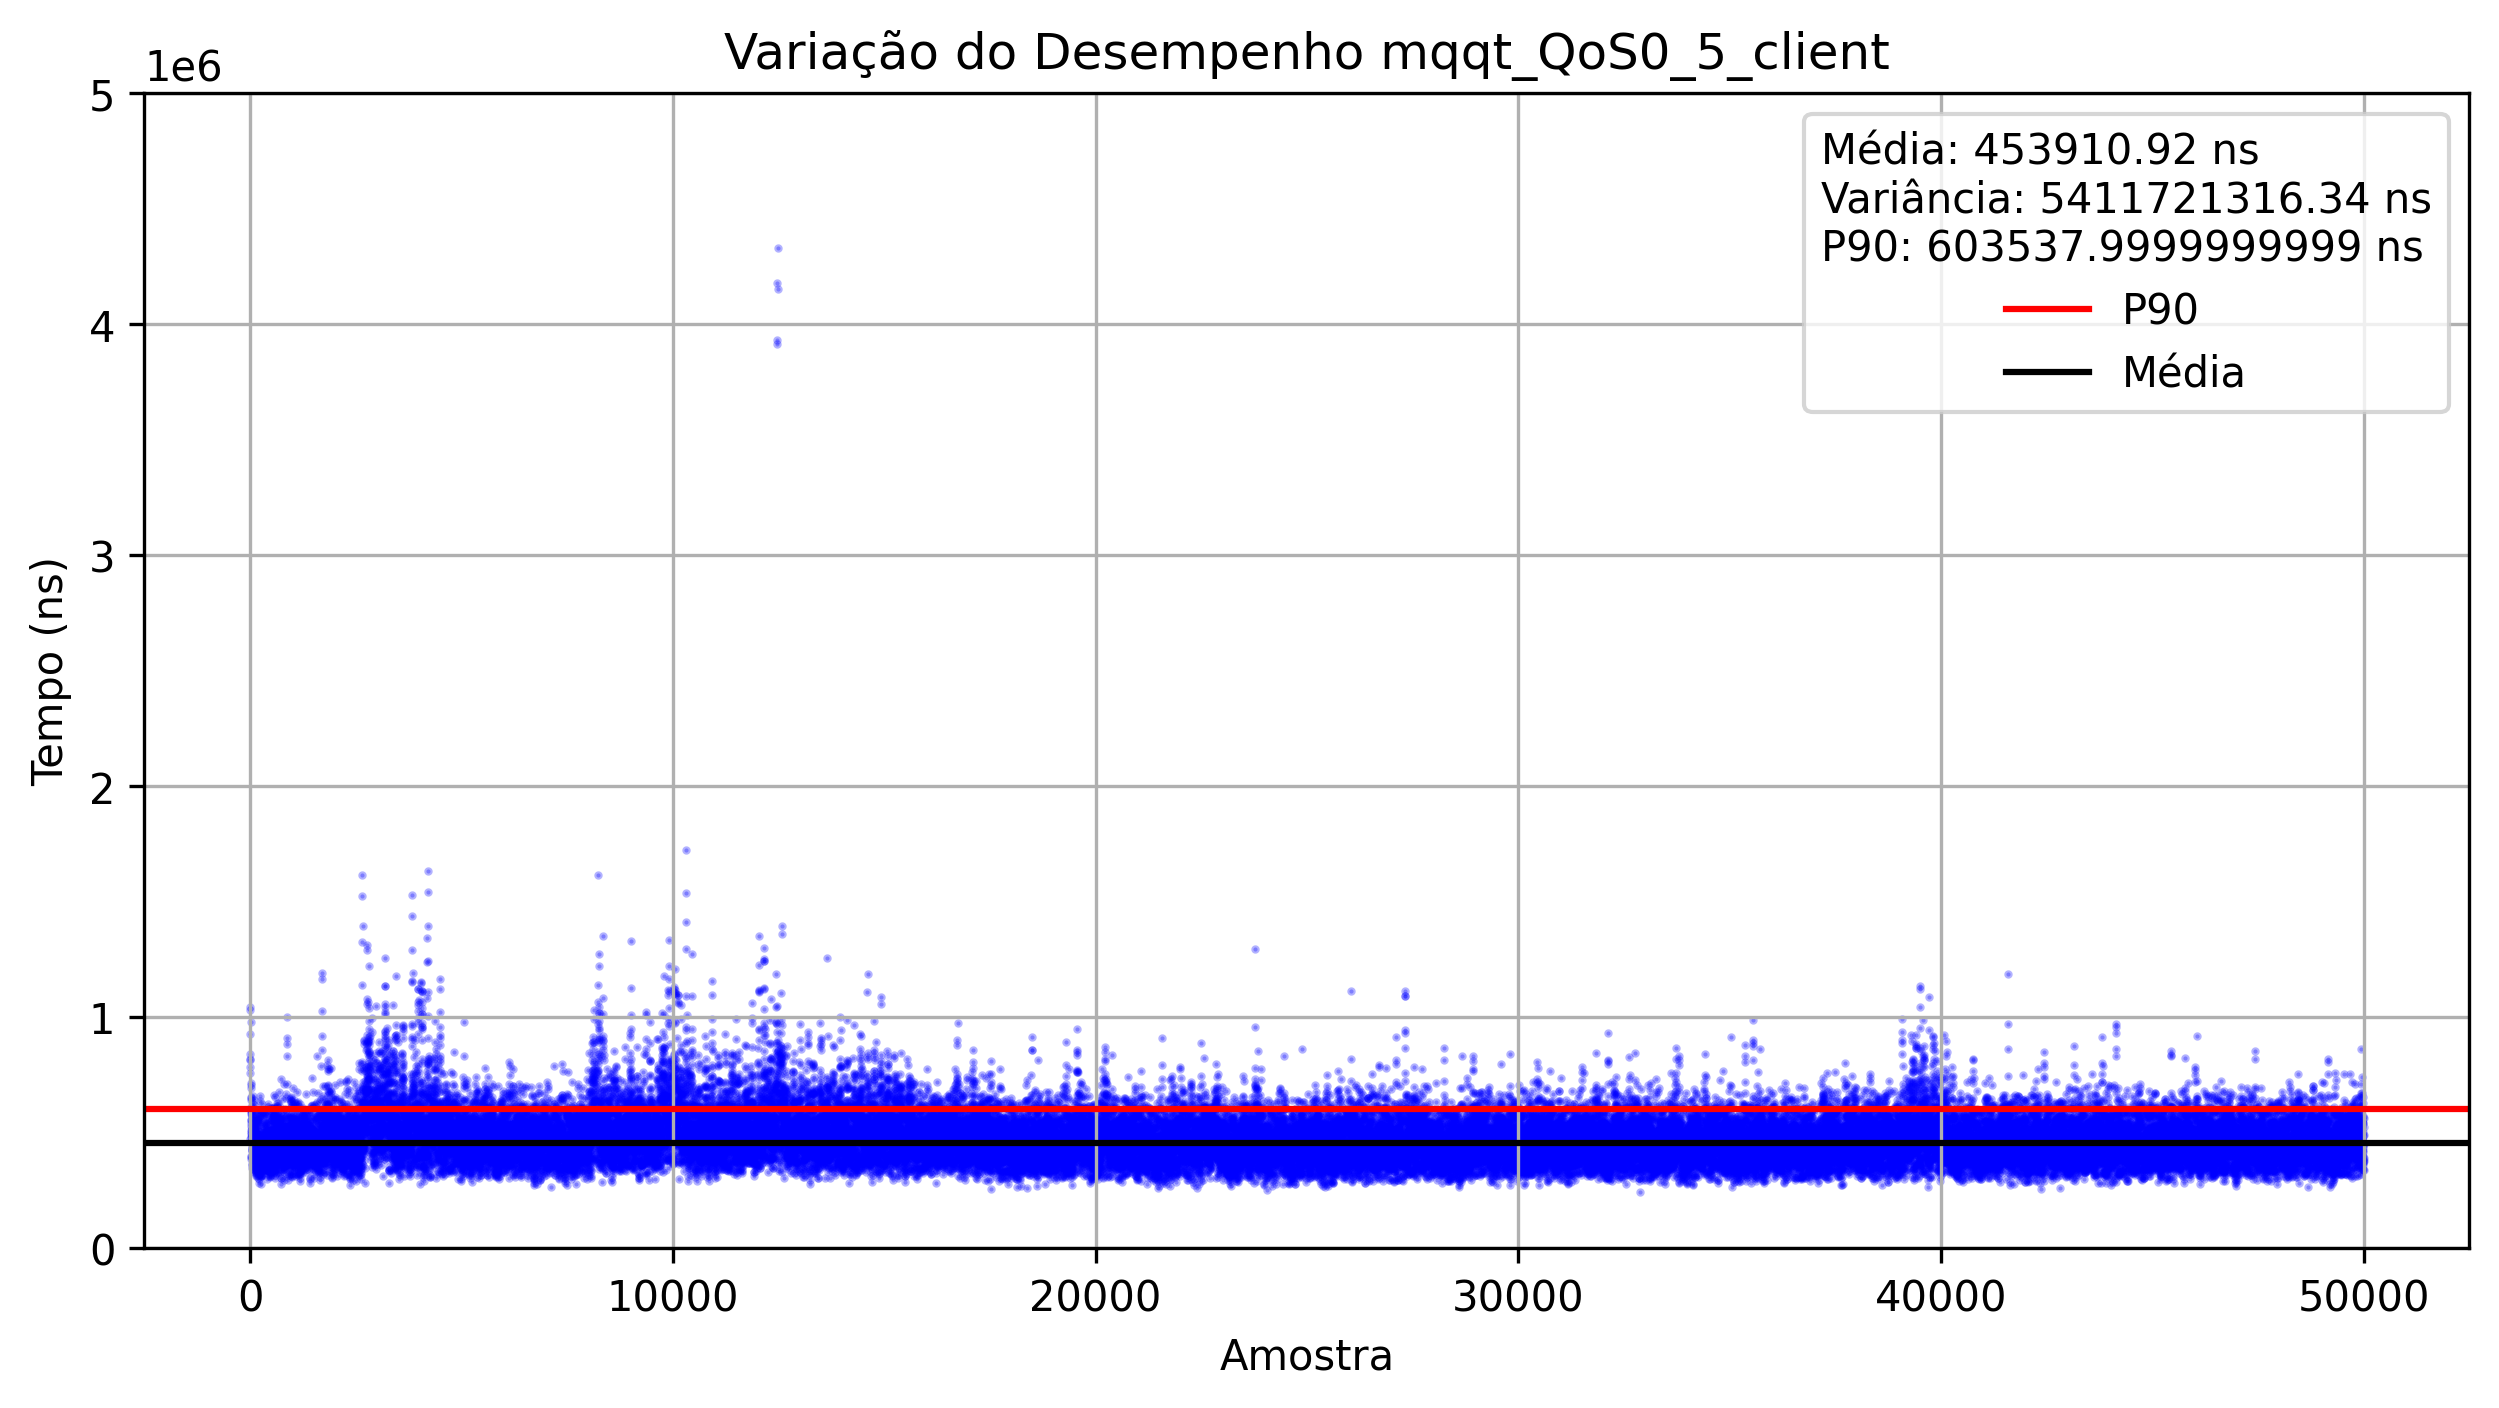 Variação do Desempenho mqqt_QoS0_5_client
1e6
5
4
3
2
1
0
Tempo (ns)
Média: 453910.92 ns
Variância: 5411721316.34 ns
P90: 603537.9999999999 ns
P90
Média
0 10000 20000 30000 40000 50000
Amostra